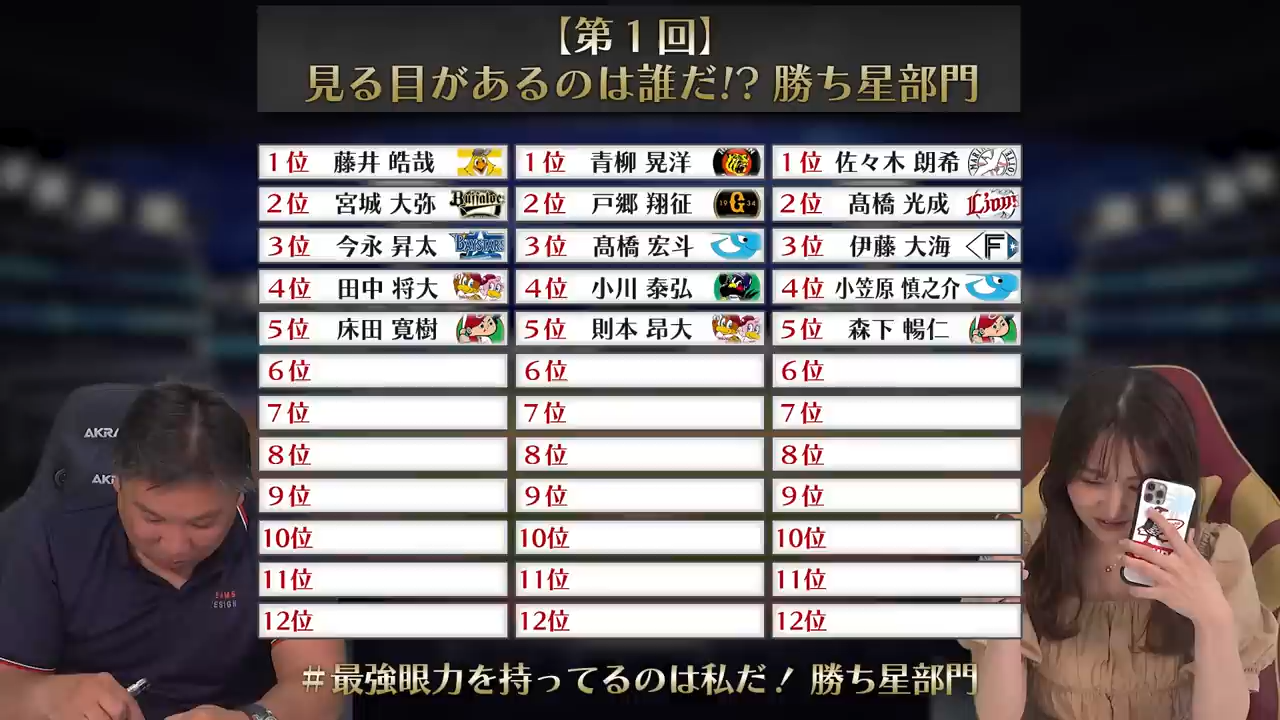 【第1回】
見る目があるのは誰だ!? 勝ち星部門
1位 藤井 皓哉
2位 宮城 大弥 Buffaloes
3位 今永 昇太 BAYSTARS
4位 田中 将大
5位 床田 寛樹
6位
7位
8位
9位
10位
11位
12位
1位 青柳 晃洋
2位 戸郷 翔征 19 G 34
3位 髙橋 宏斗
4位 小川 泰弘
5位 則本 昂大
6位
7位
8位
9位
10位
11位
12位
1位 佐々木 朗希
2位 髙橋 光成 Lions
3位 伊藤 大海 F
4位 小笠原 慎之介
5位 森下 暢仁
6位
7位
8位
9位
10位
11位
12位
#最強眼力を持ってるのは私だ! 勝ち星部門